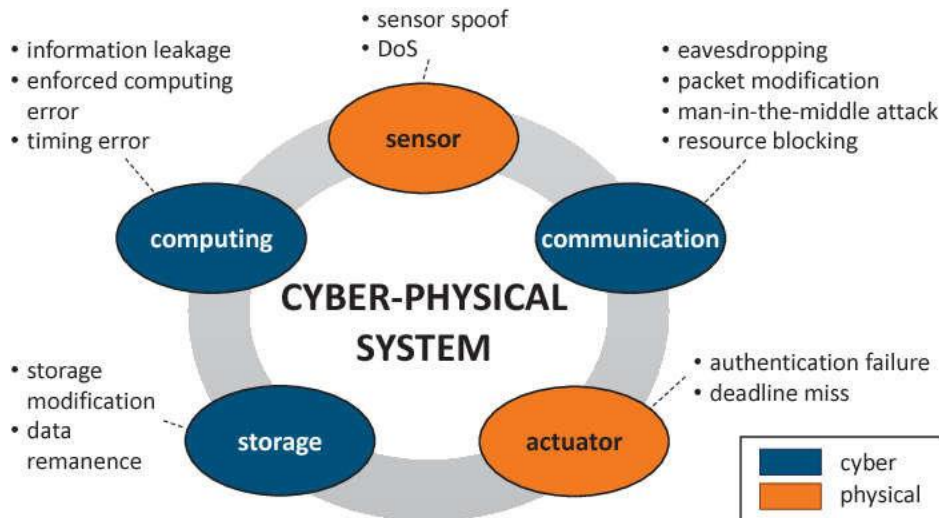 • sensor spoof
• DoS
• information leakage
• enforced computing
error
• timing error
• eavesdropping
• packet modification
• man-in-the-middle attack
• resource blocking
sensor
computing
communication
CYBER-PHYSICAL
SYSTEM
• storage
modification
• data
remanence
storage
actuator
• authentication failure
• deadline miss
cyber
physical